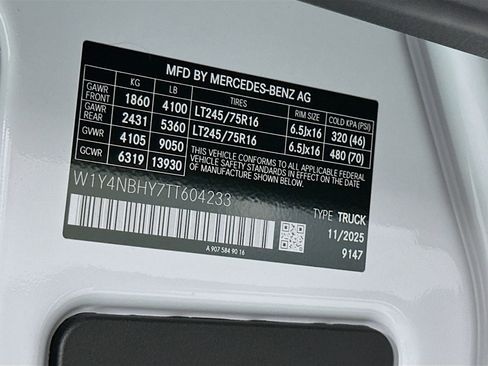 MFD BY MERCEDES-BENZ AG
KG LB TIRES RIM SIZE COLD KPA (PSI)
GAWR FRONT 1860 4100 LT245/75R16 6.5Jx16 320 (46)
GAWR REAR 2431 5360 LT245/75R16 6.5Jx16 480 (70)
GVWR 4105 9050 THIS VEHICLE CONFORMS TO ALL APPLICABLE FEDERAL
GCWR 6319 13930 MOTOR VEHICLE SAFETY STANDARDS IN EFFECT ON THE
DATE OF MANUFACTURE SHOWN.
W1Y4NBHY7TT604233
TYPE TRUCK
11/2025
9147
A 907 584 90 16